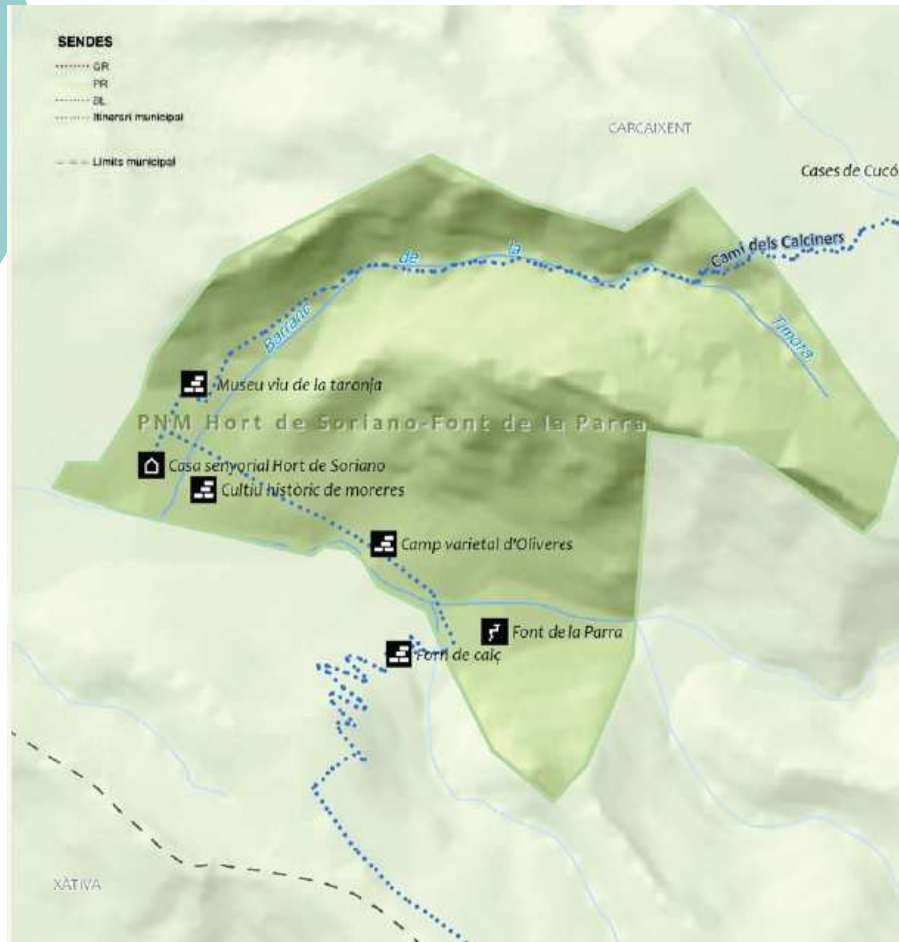 SENDES
GR
PR
SL
Itinerari municipal
Límits municipal
CARCAIXENT
Cases de Cucó
Camí dels Calciners
Barranc de la Timora
Museu viu de la taronja
PNM Hort de Soriano-Font de la Parra
Casa senyorial Hort de Soriano
Cultiu històric de moreres
Camp varietal d'Oliveres
Font de la Parra
Forn de calç
XÀTIVA